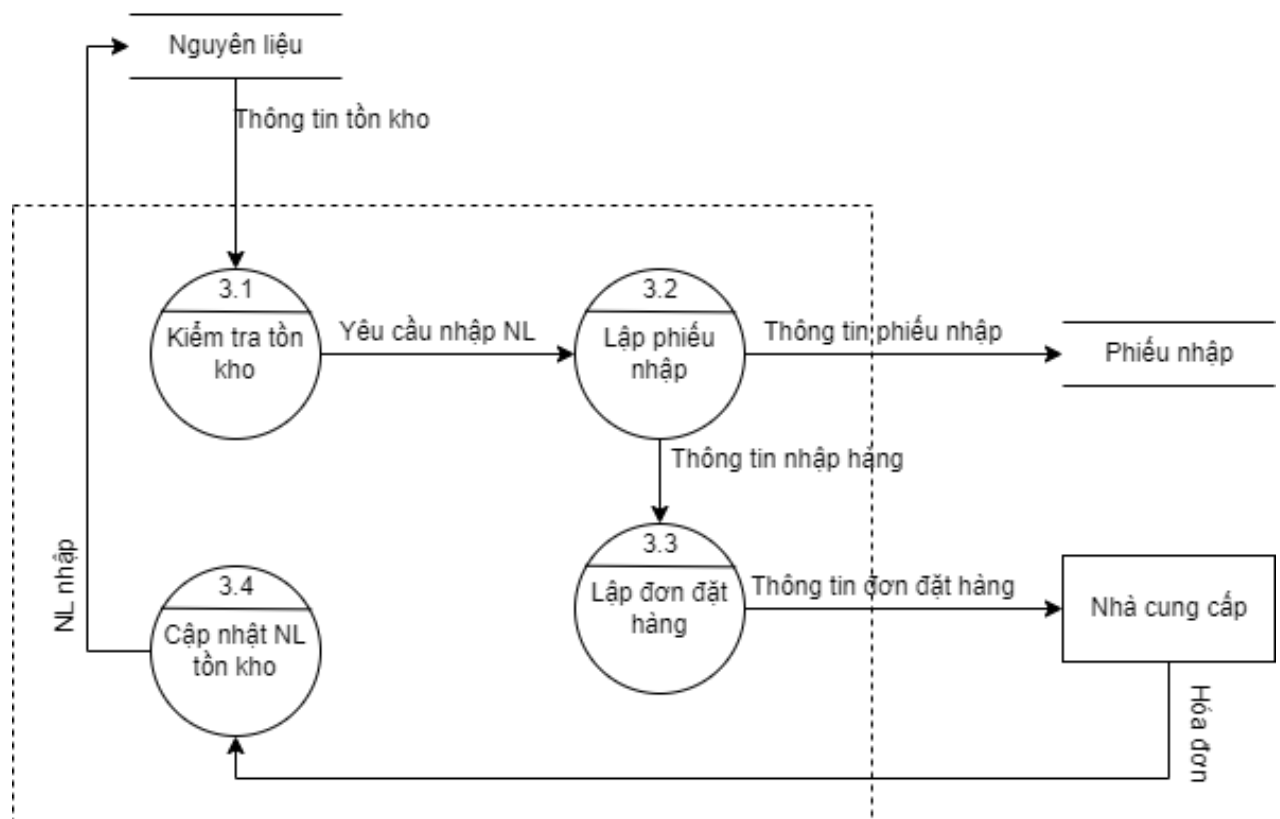 Nguyên liệu
Thông tin tồn kho
3.1
Kiểm tra tồn
kho
Yêu cầu nhập NL
3.2
Lập phiếu
nhập
Thông tin phiếu nhập
Phiếu nhập
Thông tin nhập hàng
3.3
Lập đơn đặt
hàng
Thông tin đơn đặt hàng
Nhà cung cấp
Hóa đơn
3.4
Cập nhật NL
tồn kho
NL nhập